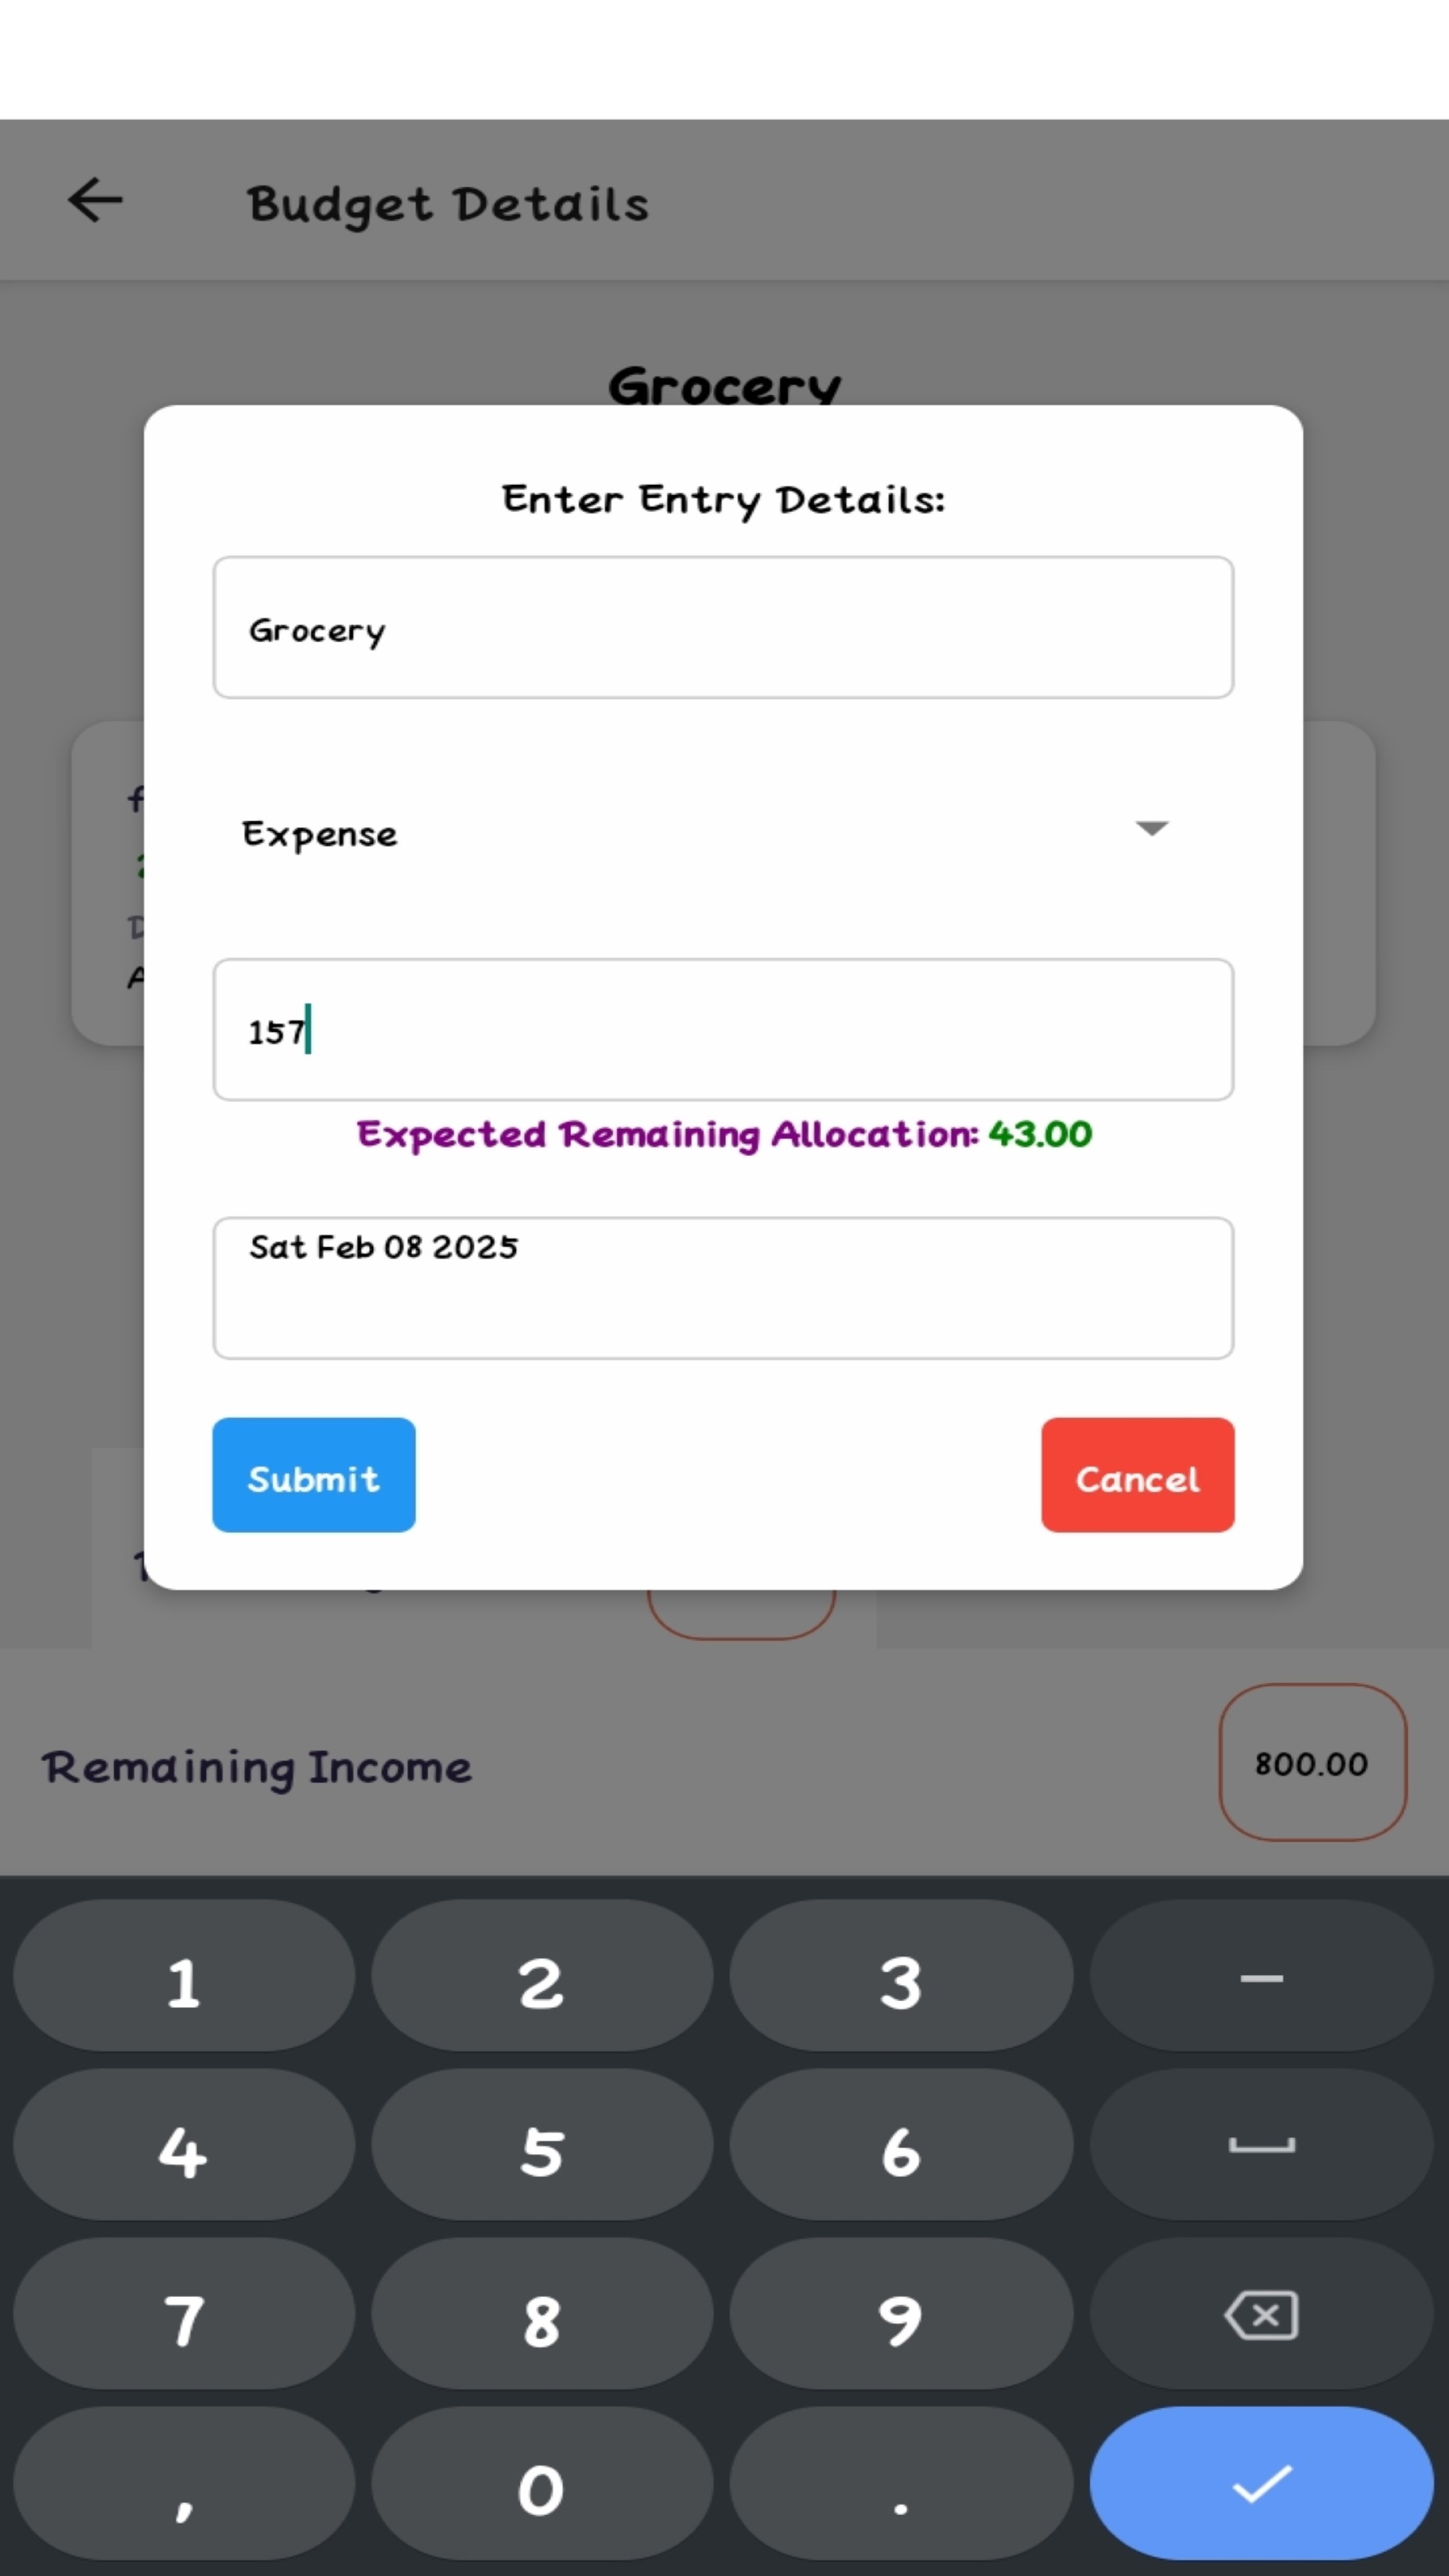 Budget Details
Grocery
Enter Entry Details:
Grocery
Expense
157
Expected Remaining Allocation: 43.00
Sat Feb 08 2025
Submit
Cancel
Remaining Income
800.00
1 2 3 –
4 5 6
7 8 9
, 0 .